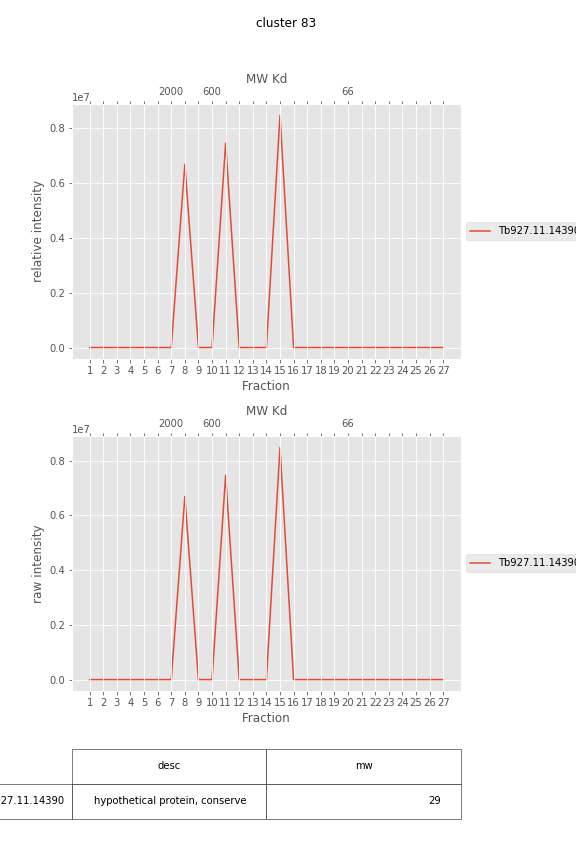 cluster 83
MW Kd
2000 600 66
1e7
0.8
0.6
0.4
0.2
0.0
relative intensity
Tb927.11.14390
1 2 3 4 5 6 7 8 9 10 11 12 13 14 15 16 17 18 19 20 21 22 23 24 25 26 27
Fraction
MW Kd
2000 600 66
1e7
0.8
0.6
0.4
0.2
0.0
raw intensity
Tb927.11.14390
1 2 3 4 5 6 7 8 9 10 11 12 13 14 15 16 17 18 19 20 21 22 23 24 25 26 27
Fraction
desc mw
27.11.14390 hypothetical protein, conserve 29